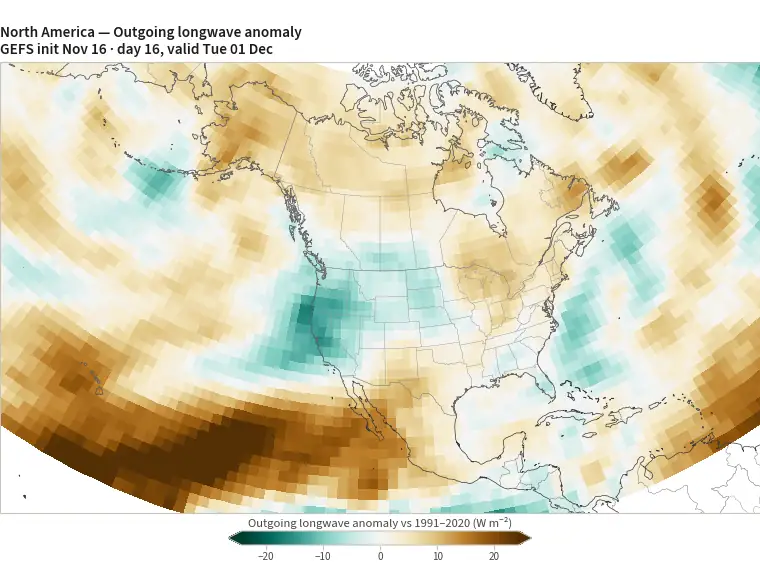 North America — Outgoing longwave anomaly
GEFS init Nov 16 · day 16, valid Tue 01 Dec
Outgoing longwave anomaly vs 1991–2020 (W m⁻²)
−20 −10 0 10 20